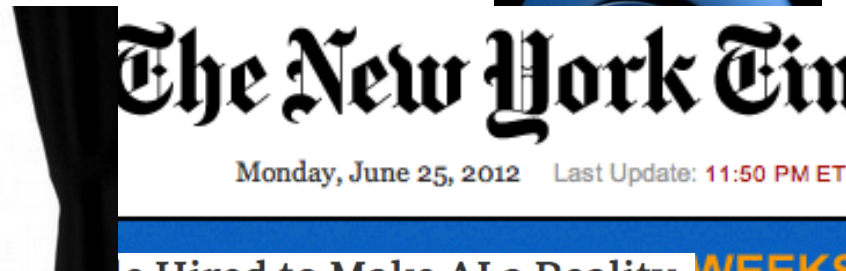 The New York Tim
Monday, June 25, 2012 Last Update: 11:50 PM ET
e Hired to Make AI a Reality WEEKS